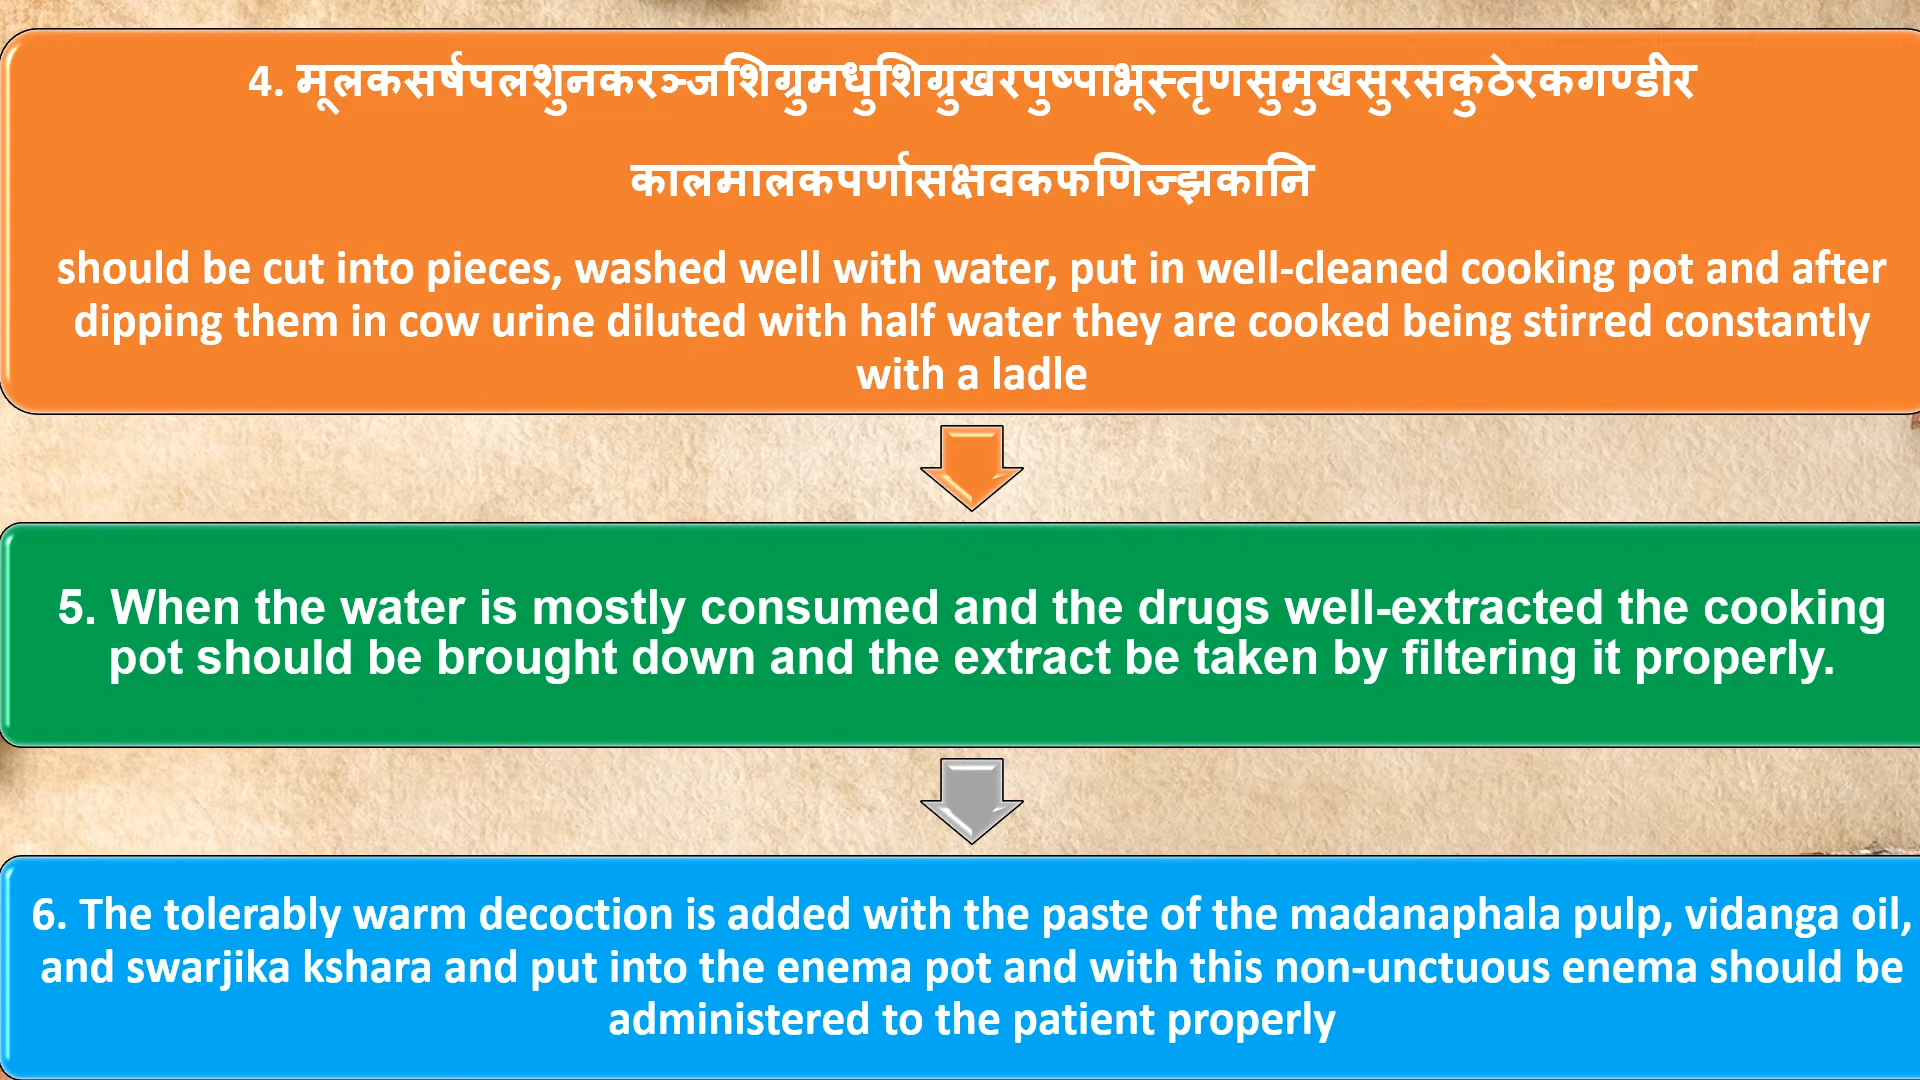 4. मूलकसर्षपलशुनकरञ्जशिग्रुमधुशिग्रुखरपुष्पाभूस्तृणसुमुखसुरसकुठेरकगण्डीर
कालमालकपर्णासक्षवकफणिज्झकानि
should be cut into pieces, washed well with water, put in well-cleaned cooking pot and after
dipping them in cow urine diluted with half water they are cooked being stirred constantly
with a ladle
5. When the water is mostly consumed and the drugs well-extracted the cooking
pot should be brought down and the extract be taken by filtering it properly.
6. The tolerably warm decoction is added with the paste of the madanaphala pulp, vidanga oil,
and swarjika kshara and put into the enema pot and with this non-unctuous enema should be
administered to the patient properly